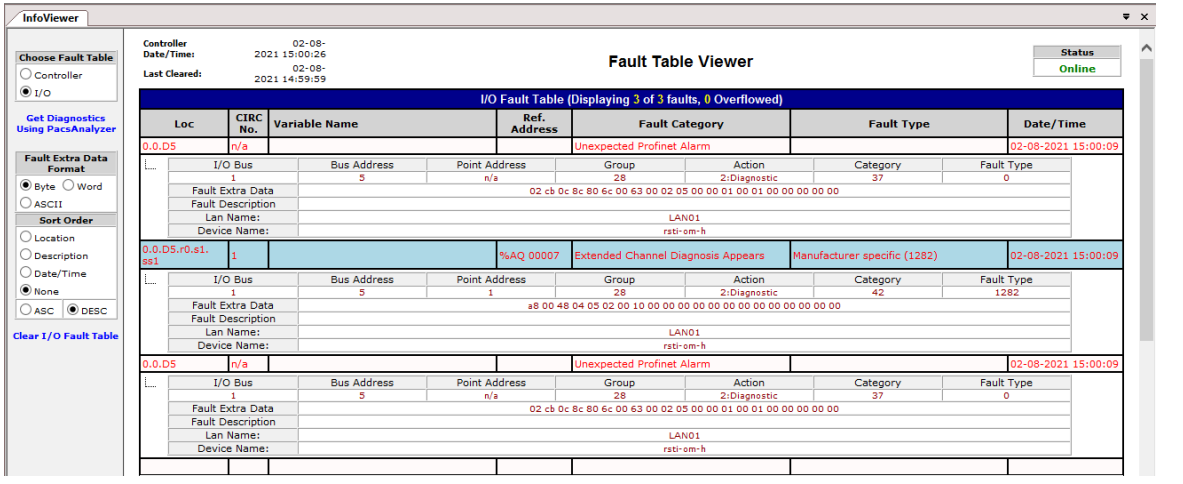 InfoViewer
Choose Fault Table
Controller
I/O
Get Diagnostics
Using PacsAnalyzer
Fault Extra Data
Format
Byte Word
ASCII
Sort Order
Location
Description
Date/Time
None
ASC DESC
Clear I/O Fault Table
Controller 02-08-
Date/Time: 2021 15:00:26
02-08-
Last Cleared: 2021 14:59:59
Fault Table Viewer
Status
Online
I/O Fault Table (Displaying 3 of 3 faults, 0 Overflowed)
Loc CIRC No. Variable Name Ref. Address Fault Category Fault Type Date/Time
0.0.D5 n/a Unexpected Profinet Alarm 02-08-2021 15:00:09
I/O Bus Bus Address Point Address Group Action Category Fault Type
1 5 n/a 28 2:Diagnostic 37 0
Fault Extra Data 02 cb 0c 8c 80 6c 00 63 00 02 05 00 00 01 00 01 00 00 00 00 00
Fault Description
Lan Name: LAN01
Device Name: rsti-om-h
0.0.D5.r0.s1.
ss1 1 %AQ 00007 Extended Channel Diagnosis Appears Manufacturer specific (1282) 02-08-2021 15:00:09
I/O Bus Bus Address Point Address Group Action Category Fault Type
1 5 1 28 2:Diagnostic 42 1282
Fault Extra Data a8 00 48 04 05 02 00 10 00 00 00 00 00 00 00 00 00 00 00 00 00
Fault Description
Lan Name: LAN01
Device Name: rsti-om-h
0.0.D5 n/a Unexpected Profinet Alarm 02-08-2021 15:00:09
I/O Bus Bus Address Point Address Group Action Category Fault Type
1 5 n/a 28 2:Diagnostic 37 0
Fault Extra Data 02 cb 0c 8c 80 6c 00 63 00 02 05 00 00 01 00 01 00 00 00 00 00
Fault Description
Lan Name: LAN01
Device Name: rsti-om-h